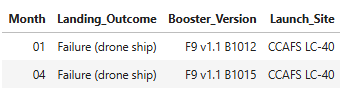 Month Landing_Outcome Booster_Version Launch_Site
01 Failure (drone ship) F9 v1.1 B1012 CCAFS LC-40
04 Failure (drone ship) F9 v1.1 B1015 CCAFS LC-40